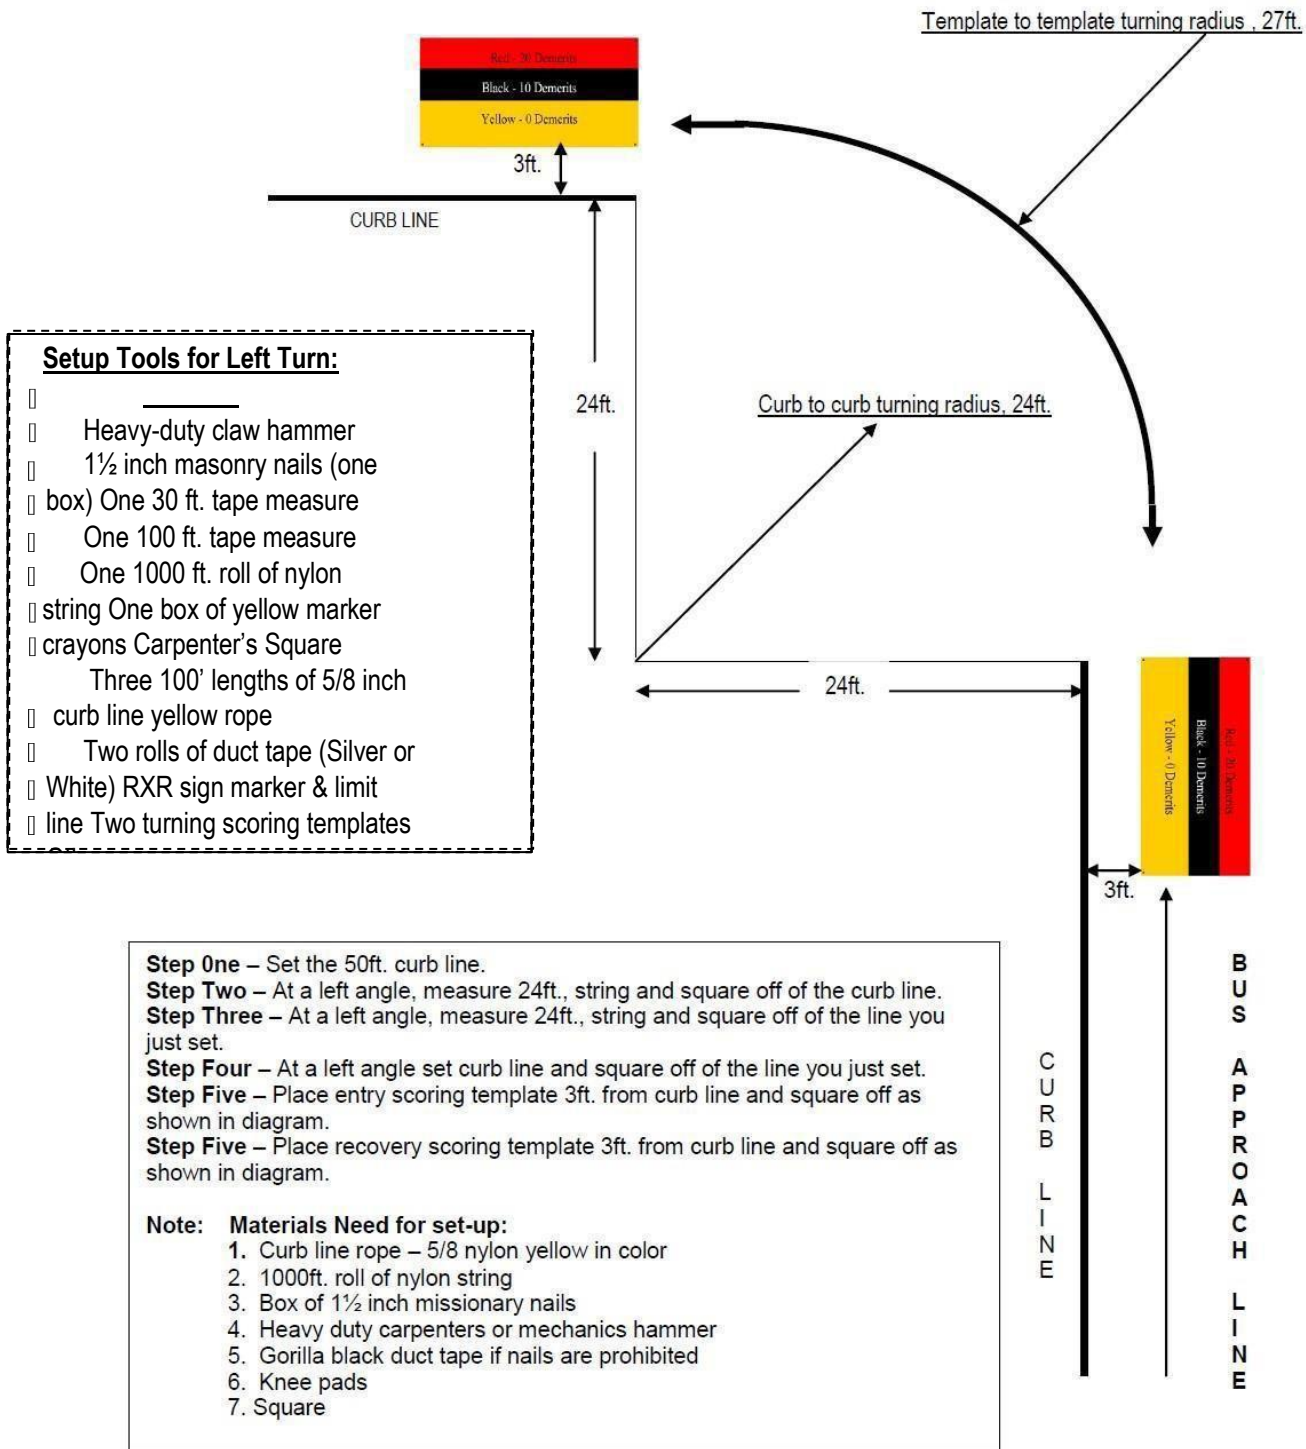 Template to template turning radius , 27ft.
Red - 20 Demerits
Black - 10 Demerits
Yellow - 0 Demerits
3ft.
CURB LINE
24ft.
Curb to curb turning radius, 24ft.
Setup Tools for Left Turn:
Heavy-duty claw hammer
1½ inch masonry nails (one
box) One 30 ft. tape measure
One 100 ft. tape measure
One 1000 ft. roll of nylon
string One box of yellow marker
crayons Carpenter’s Square
Three 100’ lengths of 5/8 inch
curb line yellow rope
Two rolls of duct tape (Silver or
White) RXR sign marker & limit
line Two turning scoring templates
24ft.
Yellow - 0 Demerits
Black - 10 Demerits
Red - 20 Demerits
3ft.
CURB LINE
BUS APPROACH LINE
Step 0ne – Set the 50ft. curb line.
Step Two – At a left angle, measure 24ft., string and square off of the curb line.
Step Three – At a left angle, measure 24ft., string and square off of the line you
just set.
Step Four – At a left angle set curb line and square off of the line you just set.
Step Five – Place entry scoring template 3ft. from curb line and square off as
shown in diagram.
Step Five – Place recovery scoring template 3ft. from curb line and square off as
shown in diagram.
Note: Materials Need for set-up:
1. Curb line rope – 5/8 nylon yellow in color
2. 1000ft. roll of nylon string
3. Box of 1½ inch missionary nails
4. Heavy duty carpenters or mechanics hammer
5. Gorilla black duct tape if nails are prohibited
6. Knee pads
7. Square